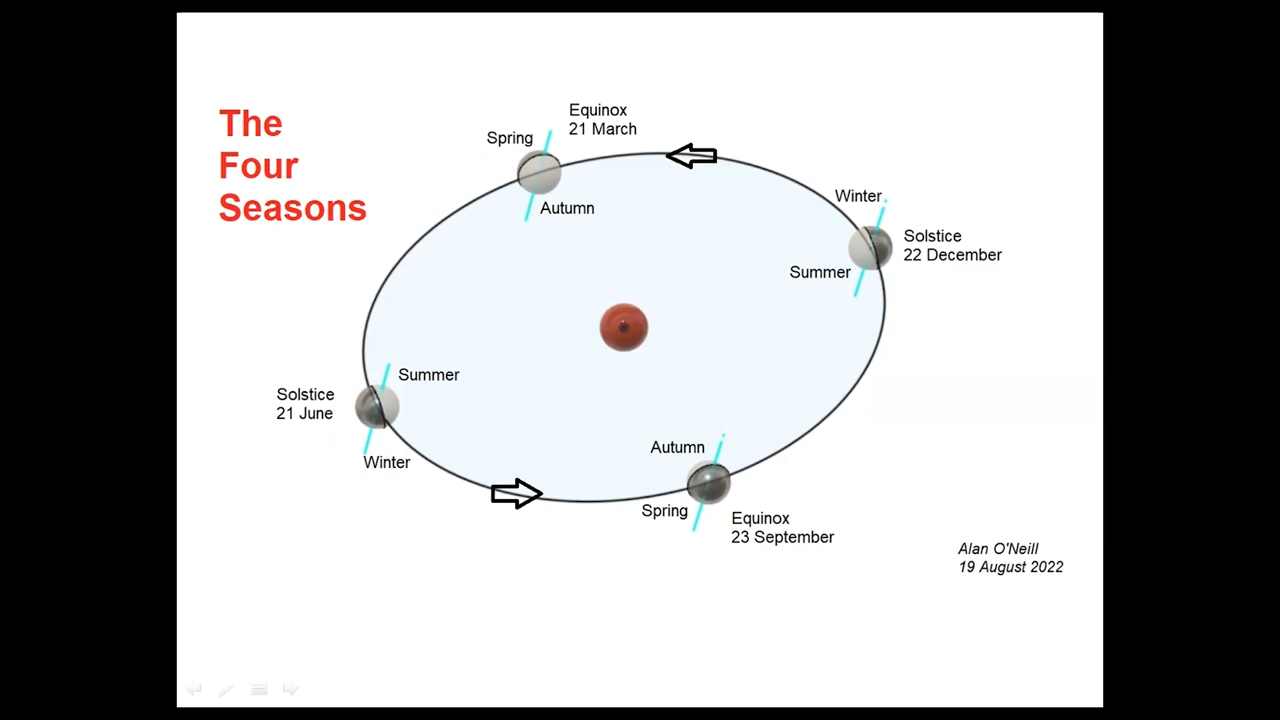 The
Four
Seasons
Equinox
21 March
Spring
Autumn
Winter
Solstice
22 December
Summer
Summer
Solstice
21 June
Winter
Autumn
Spring
Equinox
23 September
Alan O'Neill
19 August 2022